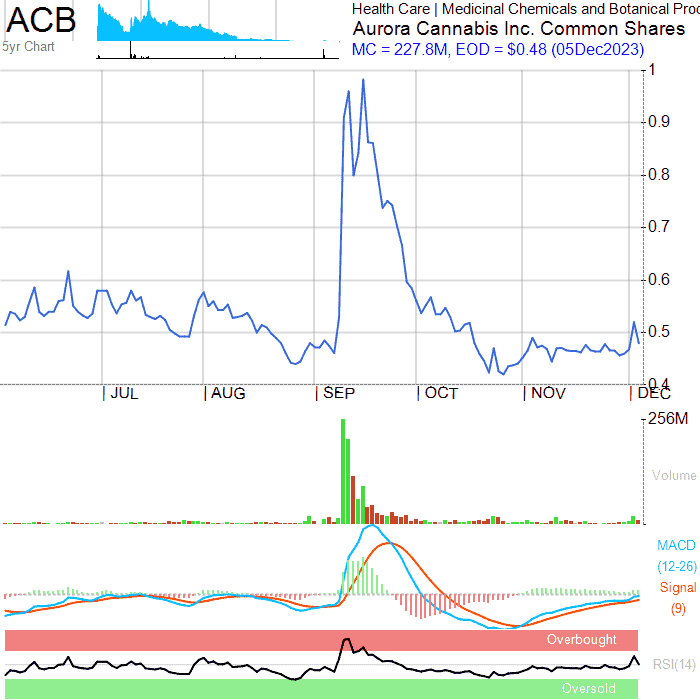 ACB
5yr Chart
Health Care | Medicinal Chemicals and Botanical Proc
Aurora Cannabis Inc. Common Shares
MC = 227.8M, EOD = $0.48 (05Dec2023)
1
0.9
0.8
0.7
0.6
0.5
0.4
JUL AUG SEP OCT NOV DEC
256M
Volume
MACD
(12-26)
Signal
(9)
Overbought
RSI(14)
Oversold